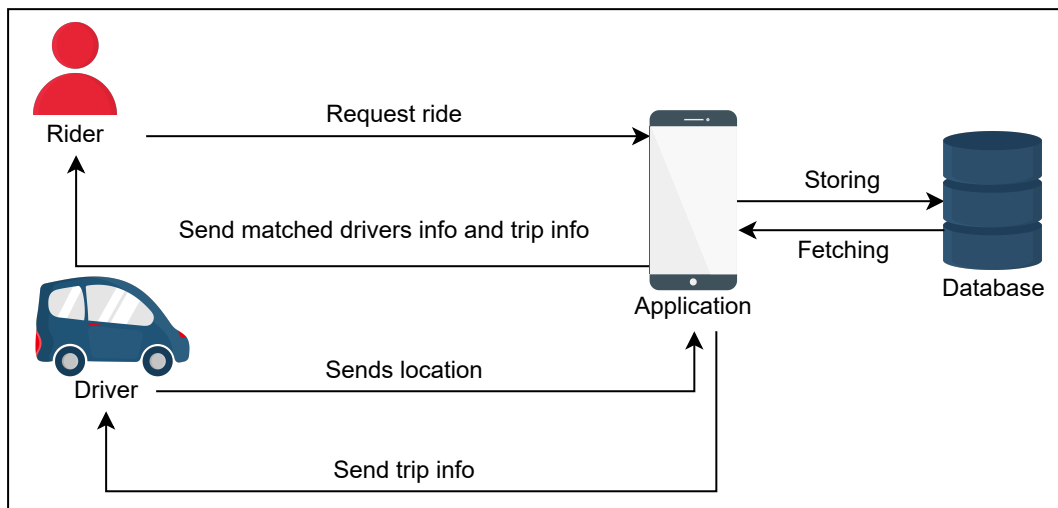 Request ride
Rider
Storing
Send matched drivers info and trip info
Fetching
Database
Application
Sends location
Driver
Send trip info